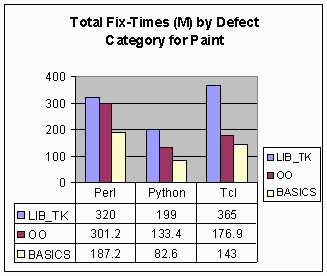 Total Fix-Times (M) by Defect
Category for Paint
400
300
200
100
0
Perl Python Tcl
LIB_TK 320 199 365
OO 301.2 133.4 176.9
BASICS 187.2 82.6 143
LIB_TK
OO
BASICS